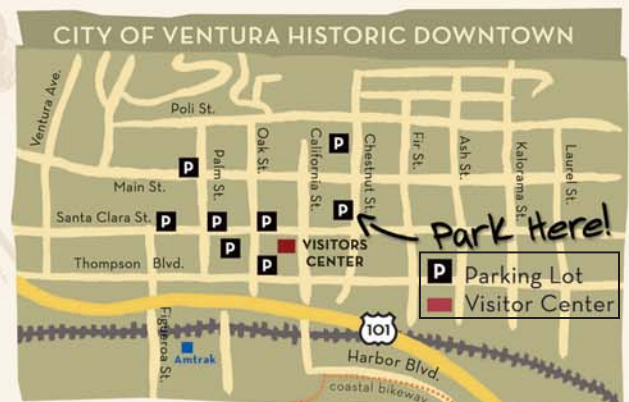 CITY OF VENTURA HISTORIC DOWNTOWN
Ventura Ave.
Poli St.
Palm St.
Oak St.
California St.
Chestnut St.
Fir St.
Ash St.
Kalorama St.
Laurel St.
P
P
Main St.
Santa Clara St.
P
P
P
P
P
P
Park Here!
VISITORS
CENTER
Thompson Blvd.
P Parking Lot
Visitor Center
Figueroa St.
Amtrak
101
Harbor Blvd.
coastal bikeway